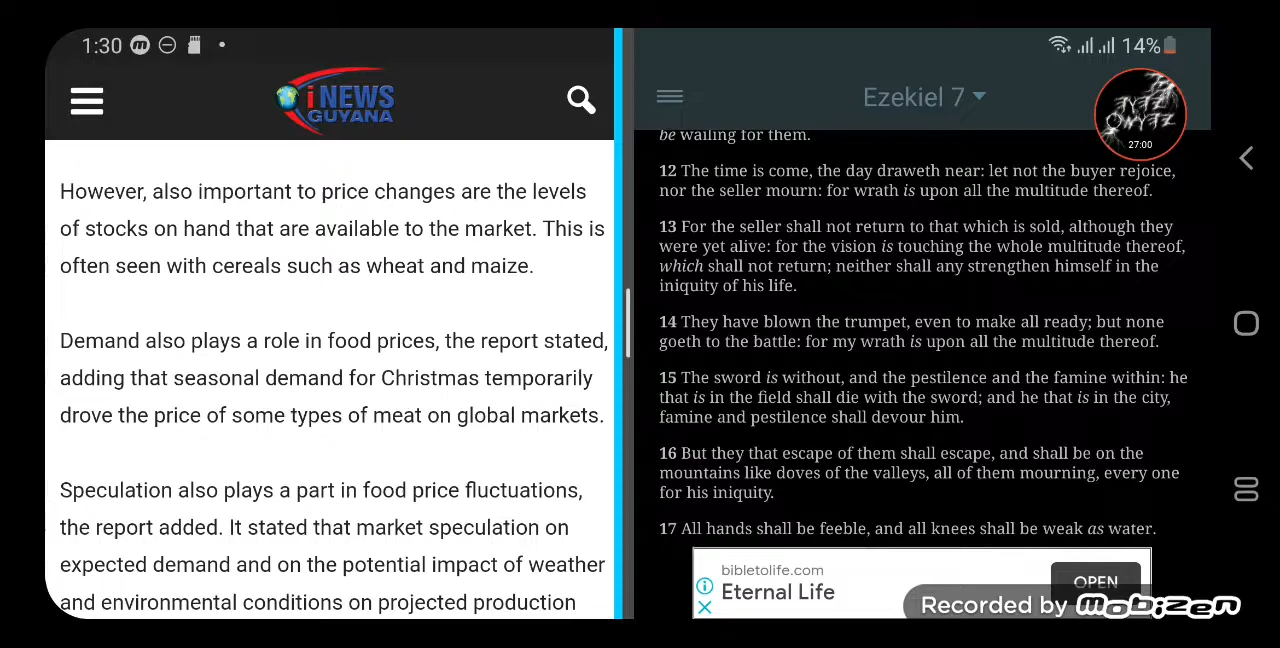 1:30
14%
iNEWS
GUYANA
Ezekiel 7
27:00
However, also important to price changes are the levels
of stocks on hand that are available to the market. This is
often seen with cereals such as wheat and maize.
Demand also plays a role in food prices, the report stated,
adding that seasonal demand for Christmas temporarily
drove the price of some types of meat on global markets.
Speculation also plays a part in food price fluctuations,
the report added. It stated that market speculation on
expected demand and on the potential impact of weather
and environmental conditions on projected production
be wailing for them.
12 The time is come, the day draweth near: let not the buyer rejoice,
nor the seller mourn: for wrath is upon all the multitude thereof.
13 For the seller shall not return to that which is sold, although they
were yet alive: for the vision is touching the whole multitude thereof,
which shall not return; neither shall any strengthen himself in the
iniquity of his life.
14 They have blown the trumpet, even to make all ready; but none
goeth to the battle: for my wrath is upon all the multitude thereof.
15 The sword is without, and the pestilence and the famine within: he
that is in the field shall die with the sword; and he that is in the city,
famine and pestilence shall devour him.
16 But they that escape of them shall escape, and shall be on the
mountains like doves of the valleys, all of them mourning, every one
for his iniquity.
17 All hands shall be feeble, and all knees shall be weak as water.
bibletolife.com
Eternal Life
OPEN
Recorded by mobizen